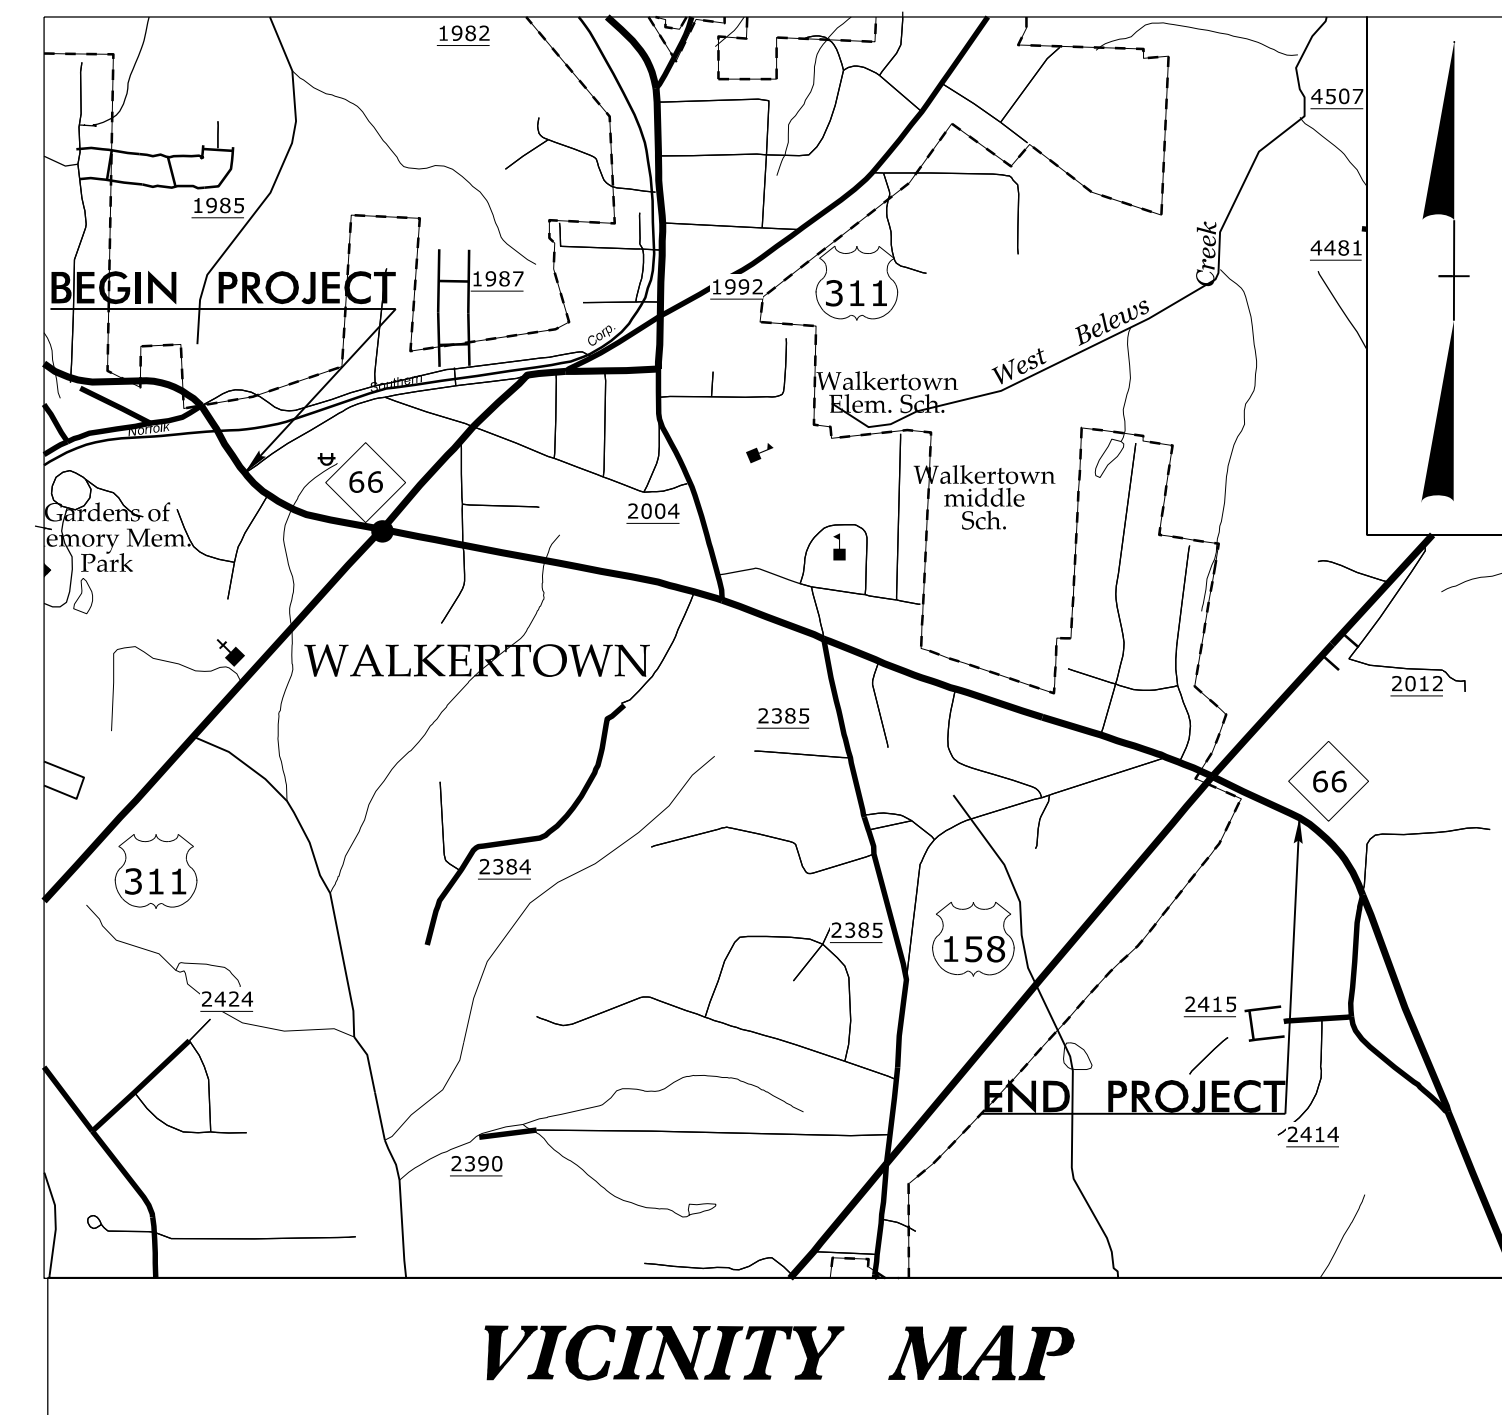 1982
4507
1985
4481
BEGIN PROJECT
1987
1992
311
Creek
Corp.
Southern
Norfolk
West Belews
Walkertown
Elem. Sch.
66
2004
Walkertown
middle
Sch.
Gardens of
emory Mem.
Park
WALKERTOWN
2012
2385
66
311
2384
2385
158
2424
2415
END PROJECT
2414
2390
VICINITY MAP